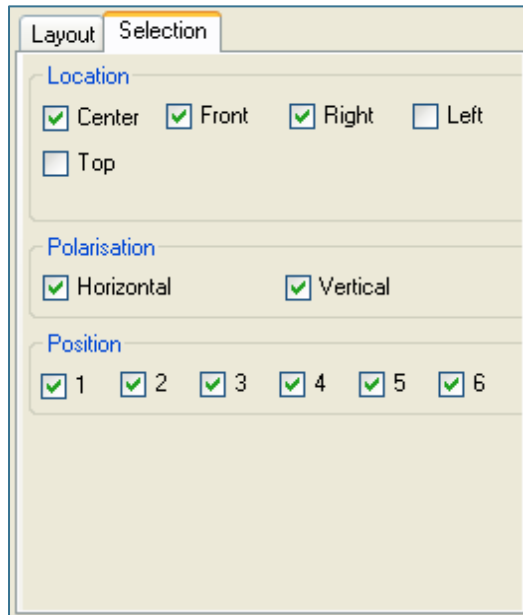 Layout Selection
Location
Center Front Right Left
Top
Polarisation
Horizontal Vertical
Position
1 2 3 4 5 6